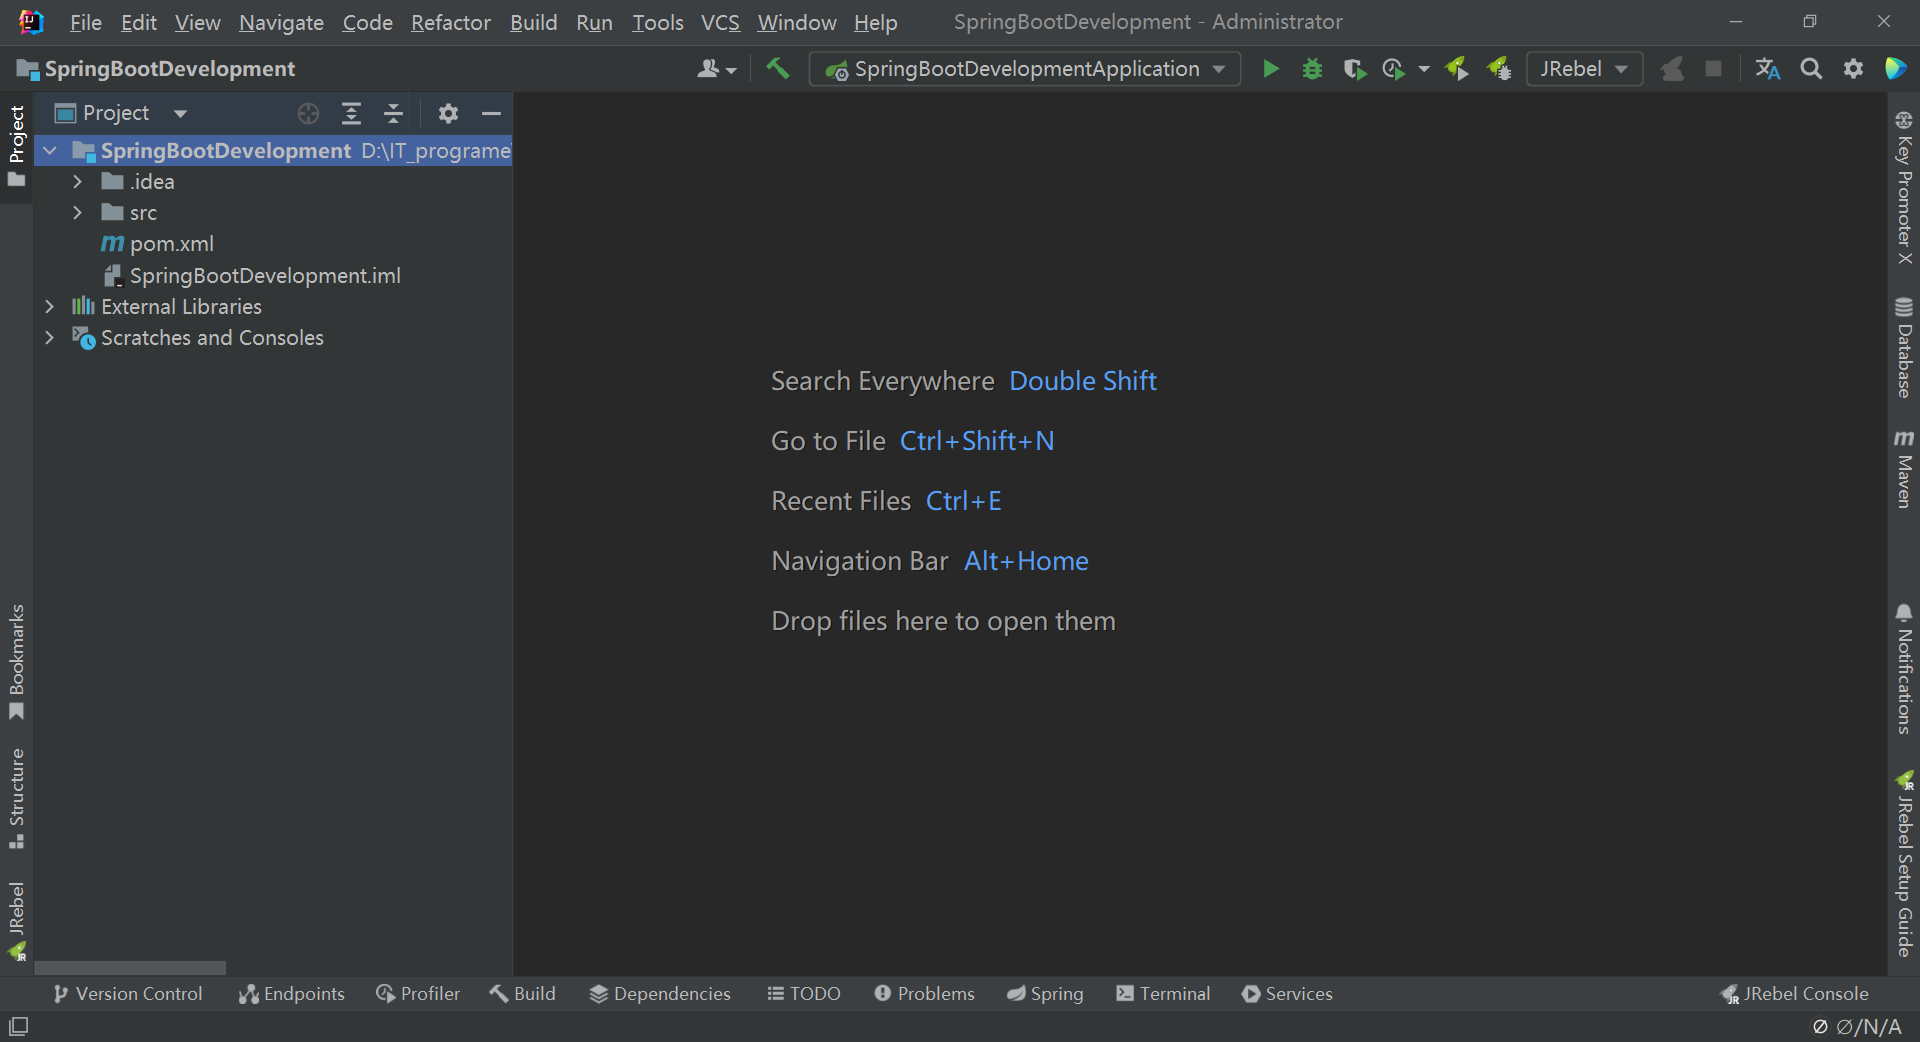 File Edit View Navigate Code Refactor Build Run Tools VCS Window Help SpringBootDevelopment - Administrator
SpringBootDevelopment SpringBootDevelopmentApplication JRebel
Project
Project
SpringBootDevelopment D:\IT_programe\
.idea
src
pom.xml
SpringBootDevelopment.iml
External Libraries
Scratches and Consoles
Bookmarks
Structure
JRebel
Search Everywhere Double Shift
Go to File Ctrl+Shift+N
Recent Files Ctrl+E
Navigation Bar Alt+Home
Drop files here to open them
Key Promoter X
Database
Maven
Notifications
JRebel Setup Guide
Version Control Endpoints Profiler Build Dependencies TODO Problems Spring Terminal Services JRebel Console
∅/N/A